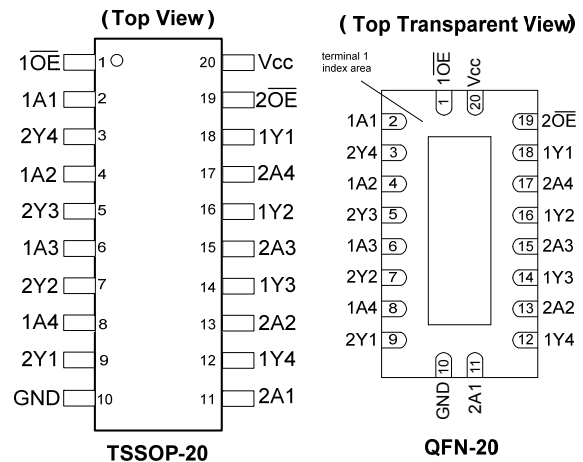 (Top View)
1O̅E̅ 1 20 Vcc
1A1 2 19 2O̅E̅
2Y4 3 18 1Y1
1A2 4 17 2A4
2Y3 5 16 1Y2
1A3 6 15 2A3
2Y2 7 14 1Y3
1A4 8 13 2A2
2Y1 9 12 1Y4
GND 10 11 2A1
TSSOP-20
( Top Transparent View)
terminal 1
index area
1O̅E̅ Vcc
1 20
1A1 2 19 2O̅E̅
2Y4 3 18 1Y1
1A2 4 17 2A4
2Y3 5 16 1Y2
1A3 6 15 2A3
2Y2 7 14 1Y3
1A4 8 13 2A2
2Y1 9 12 1Y4
10 11
GND 2A1
QFN-20